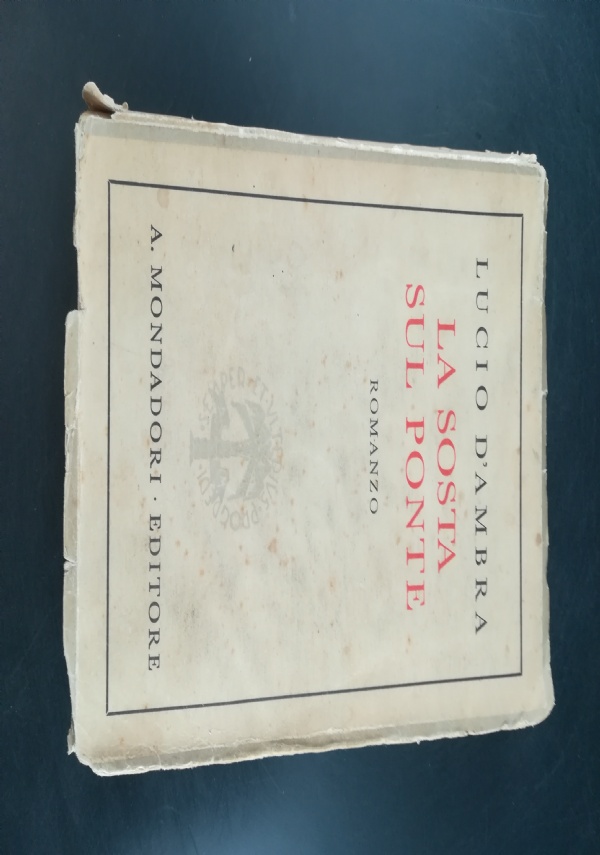 LUCIO D'AMBRA
LA SOSTA
SUL PONTE
ROMANZO
A. MONDADORI · EDITORE